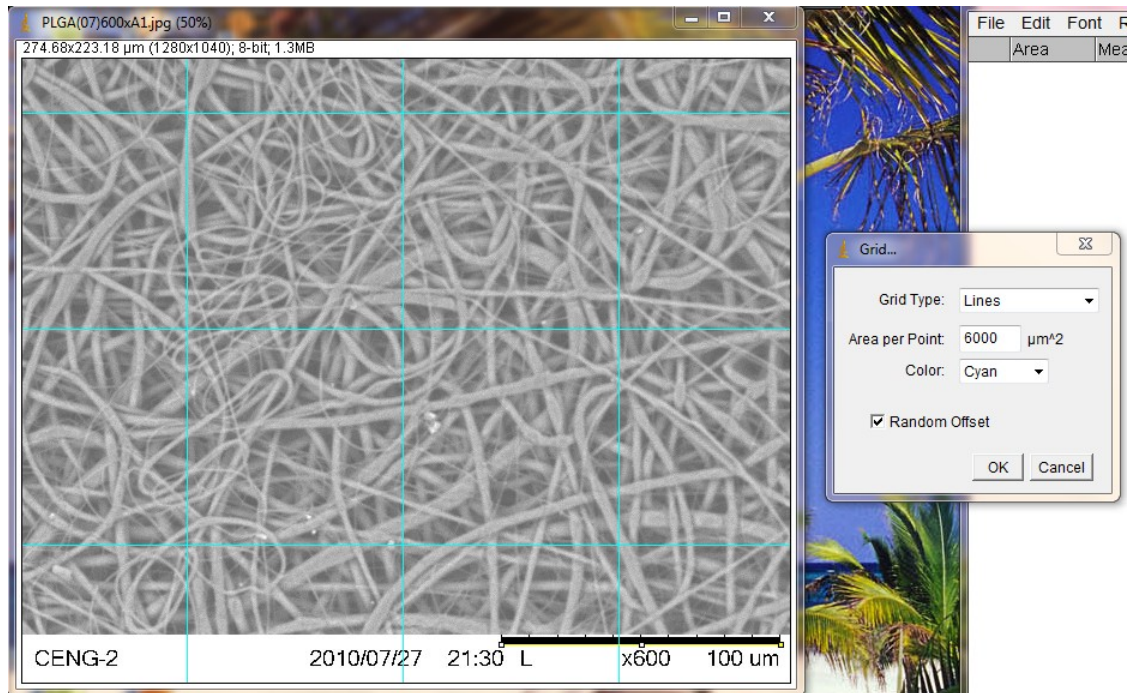 PLGA(07)600xA1.jpg (50%)
274.68x223.18 µm (1280x1040); 8-bit; 1.3MB
CENG-2 2010/07/27 21:30 L x600 100 um
File Edit Font R
Area Mea
Grid...
Grid Type: Lines
Area per Point: 6000 µm^2
Color: Cyan
Random Offset
OK Cancel